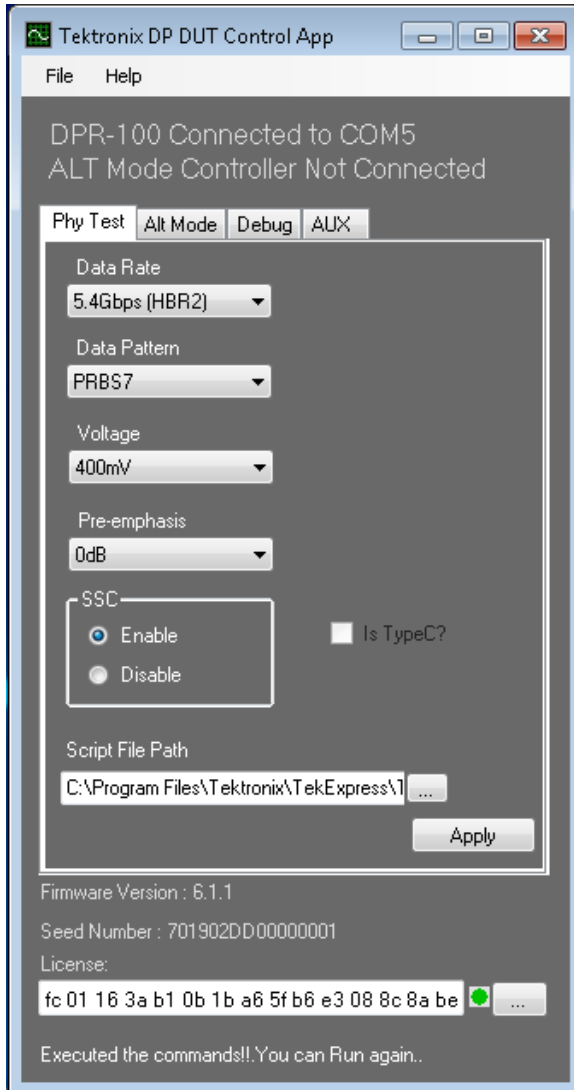 Tektronix DP DUT Control App
File Help
DPR-100 Connected to COM5
ALT Mode Controller Not Connected
Phy Test Alt Mode Debug AUX
Data Rate
5.4Gbps (HBR2)
Data Pattern
PRBS7
Voltage
400mV
Pre-emphasis
0dB
SSC
Enable
Is TypeC?
Disable
Script File Path
C:\Program Files\Tektronix\TekExpress\T
...
Apply
Firmware Version : 6.1.1
Seed Number : 701902DD00000001
License:
fc 01 16 3a b1 0b 1b a6 5f b6 e3 08 8c 8a be
...
Executed the commands!!.You can Run again..